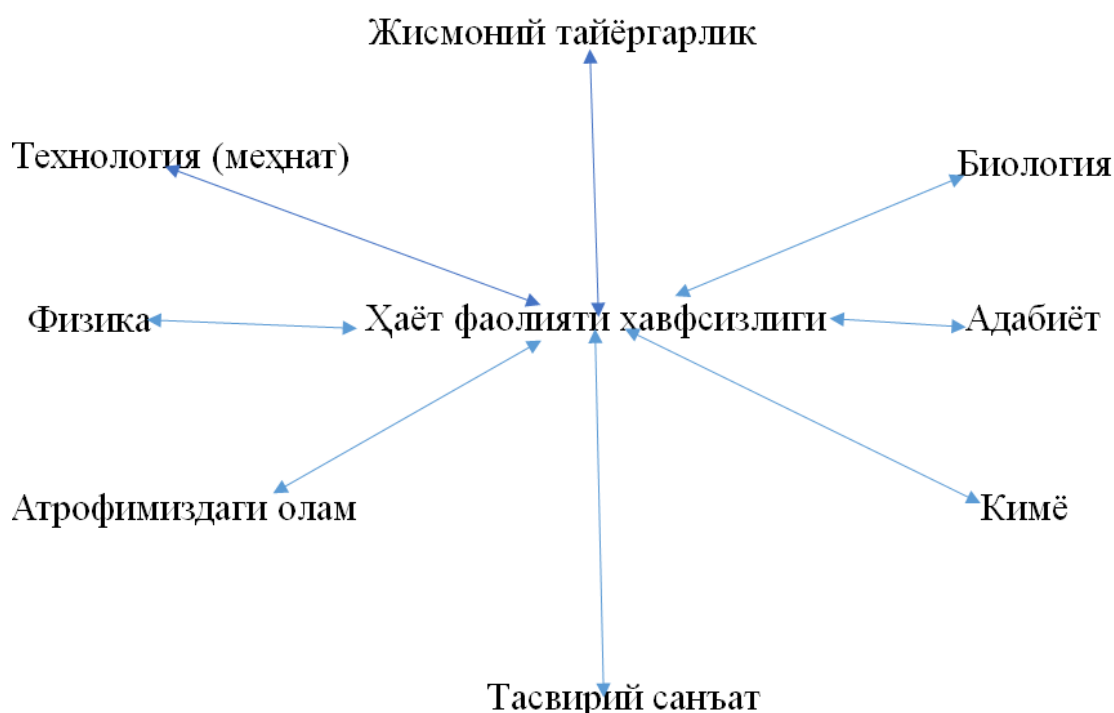 Жисмоний тайёргарлик
Технология (меҳнат)
Биология
Физика
Ҳаёт фаолияти хавфсизлиги
Адабиёт
Атрофимиздаги олам
Кимё
Тасвирий санъат